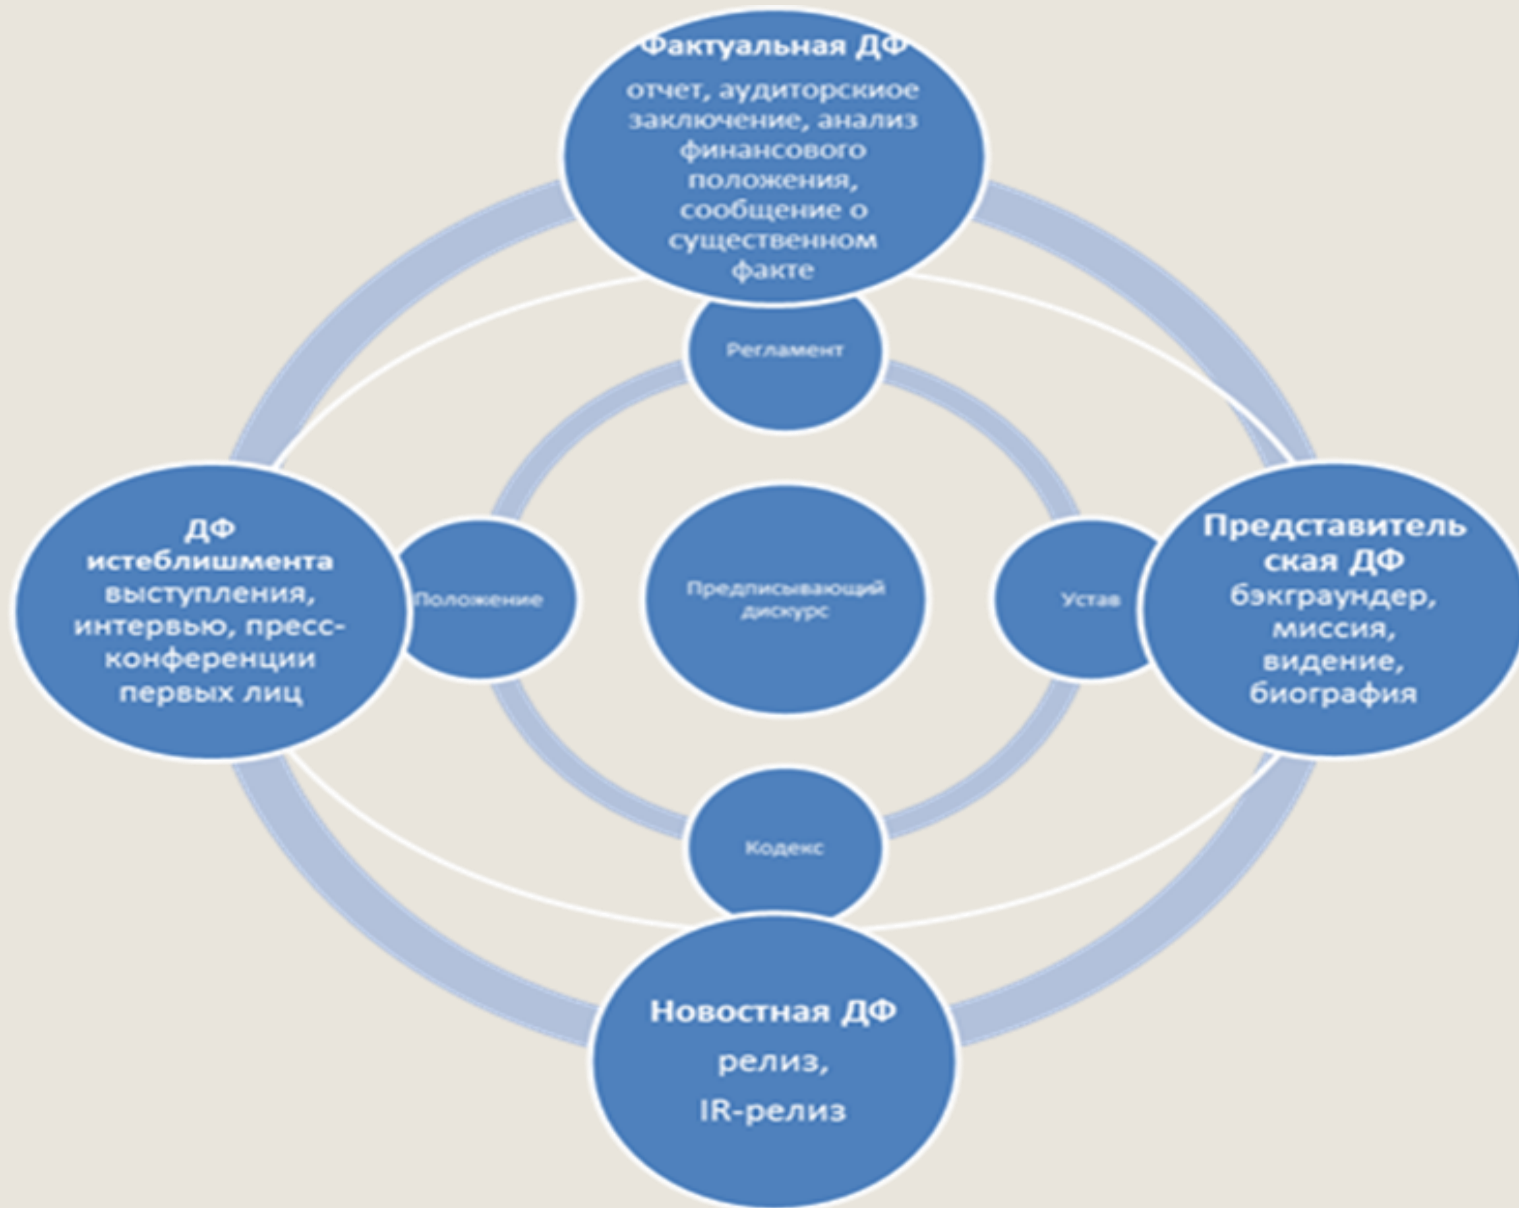 Фактуальная ДФ
отчет, аудиторскиое
заключение, анализ
финансового
положения,
сообщение о
существенном
факте
Регламент
ДФ
истеблишмента
выступления,
интервью, пресс-
конференции
первых лиц
Положение
Предписывающий
дискурс
Устав
Представитель
ская ДФ
бэкграундер,
миссия,
видение,
биография
Кодекс
Новостная ДФ
релиз,
IR-релиз